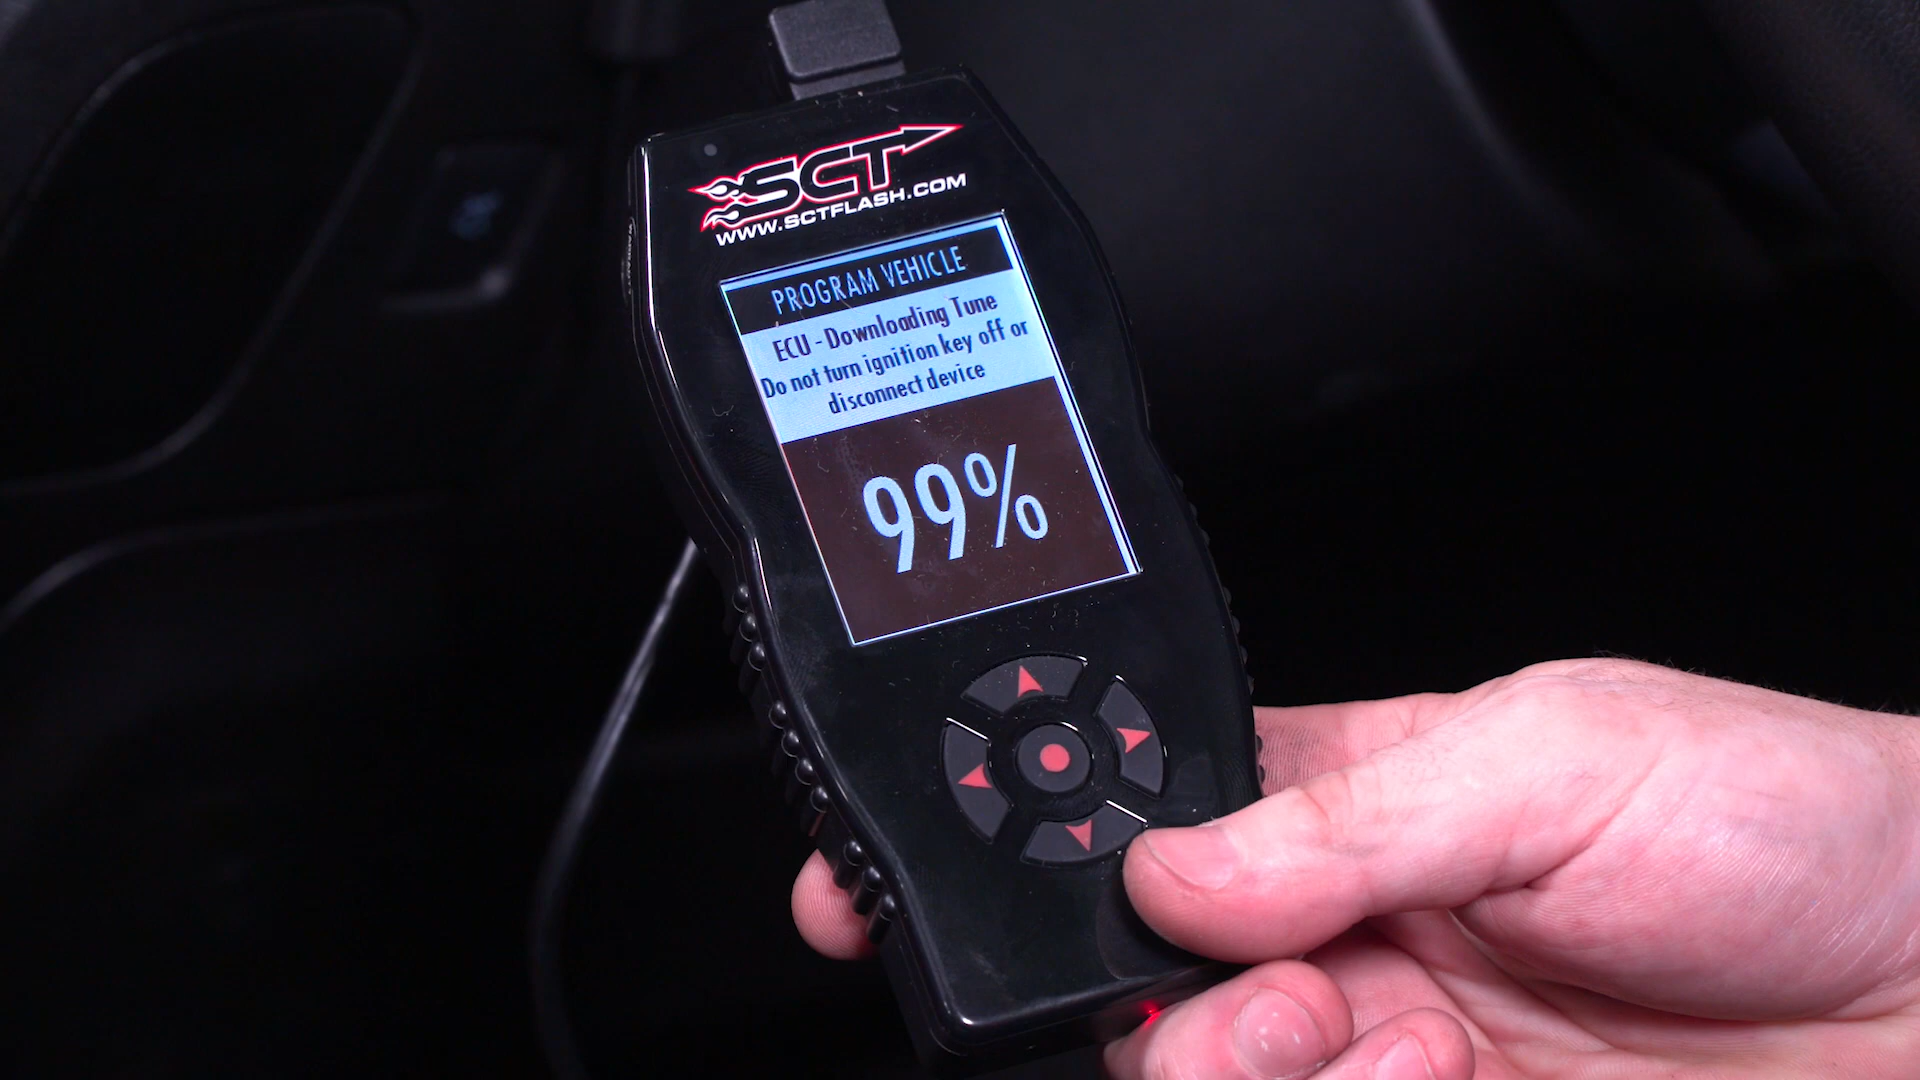 SCT
WWW.SCTFLASH.COM
PROGRAM VEHICLE
ECU - Downloading Tune
Do not turn ignition key off or
disconnect device
99%